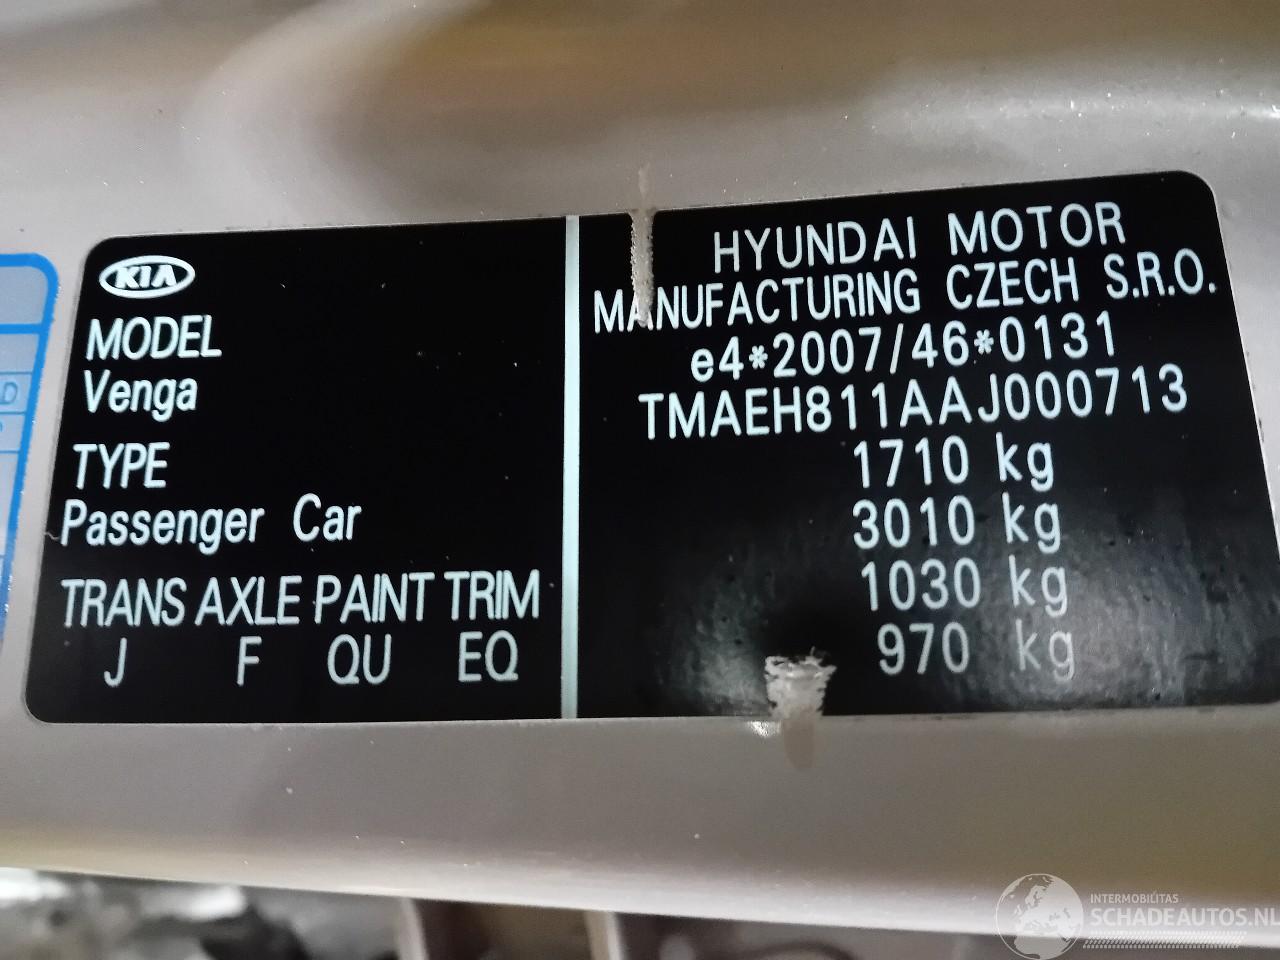 KIA
MODEL
Venga
TYPE
Passenger Car
TRANS AXLE PAINT TRIM
J F QU EQ
HYUNDAI MOTOR
MANUFACTURING CZECH S.R.O.
e4*2007/46*0131
TMAEH811AAJ000713
1710 kg
3010 kg
1030 kg
970 kg
D
INTERMOBILITAS
SCHADEAUTOS.NL